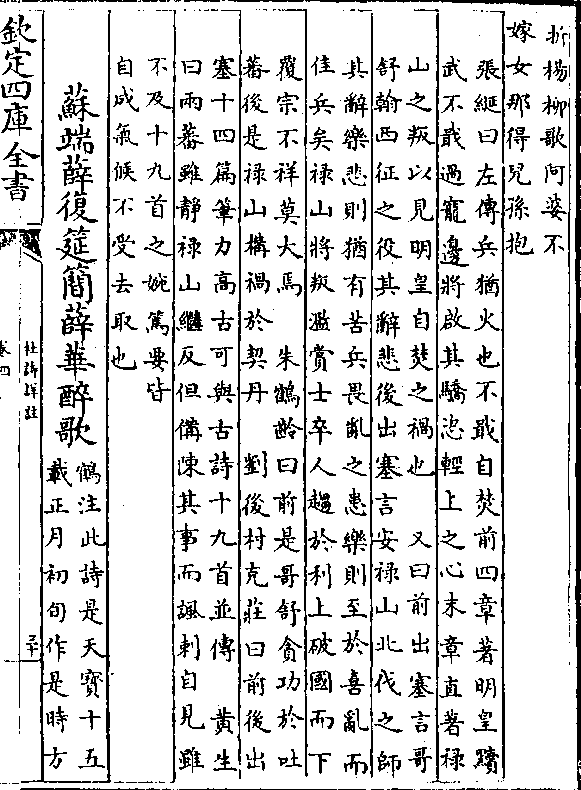 折楊柳歌阿婆不
嫁女那得兒孫抱
張綖曰左傳兵猶火也不戢自焚前四章著明皇黷
武不戢過寵邊將啟其驕恣輕上之心末章直著祿
山之叛以見明皇自焚之禍也　又曰前出塞言哥
舒翰西征之役其辭悲後出塞言安祿山北伐之師
其辭樂悲則猶有苦兵畏亂之患樂則至於喜亂而
佳兵矣祿山將叛濫賞士卒人趨於利上破國而下
覆宗不祥莫大焉　朱鶴齡曰前是哥舒貪功於吐
蕃後是祿山搆禍於契丹　劉後村克莊曰前後出
塞十四篇筆力高古可與古詩十九首並傳　黃生
曰兩蕃雖靜祿山繼反但備陳其事而諷刺自見雖
不及十九首之婉篤要皆
自成氣候不受去取也
蘇端薛復筵簡薛華醉歌
鶴注此詩是天寶十五
載正月初旬作是時方
欽定四庫全書
杜詩詳註
卷四